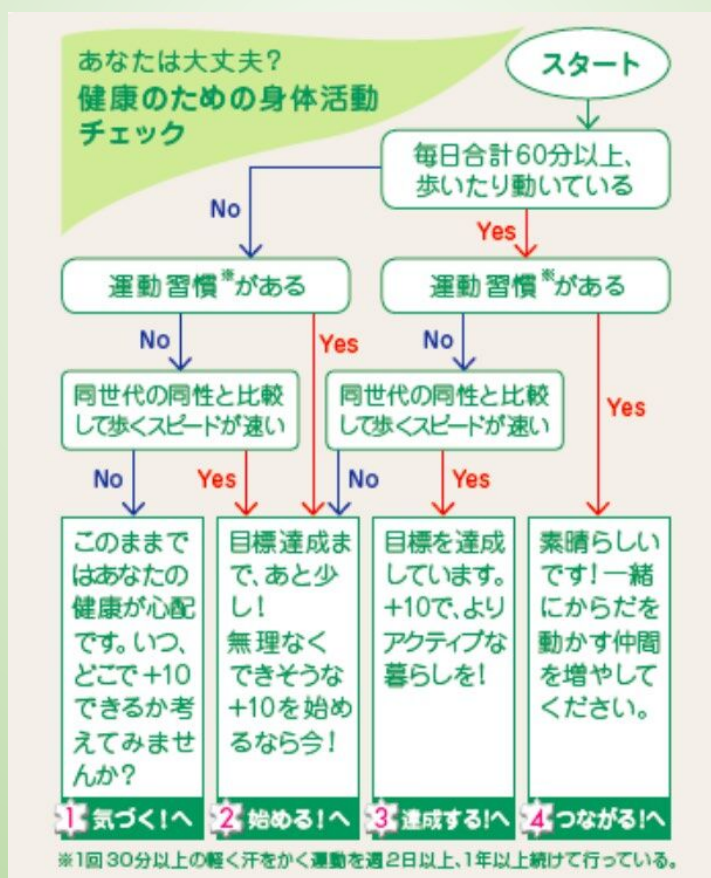 あなたは大丈夫?
健康のための身体活動
チェック
スタート
毎日合計60分以上、
歩いたり動いている
No
Yes
運動習慣※がある
運動習慣※がある
No
Yes
No
Yes
同世代の同性と比較
して歩くスピードが速い
同世代の同性と比較
して歩くスピードが速い
No
Yes
No
Yes
このままで
はあなたの
健康が心配
です。いつ、
どこで+10
できるか考
えてみませ
んか?
1 気づく!へ
目標達成ま
で、あと少
し!
無理なく
できそうな
+10を始め
るなら今!
2 始める!へ
目標を達成
しています。
+10で、より
アクティブな
暮らしを!
3 達成する!へ
素晴らしい
です!一緒
にからだを
動かす仲間
を増やして
ください。
4 つながる!へ
※1回30分以上の軽く汗をかく運動を週2日以上、1年以上続けて行っている。